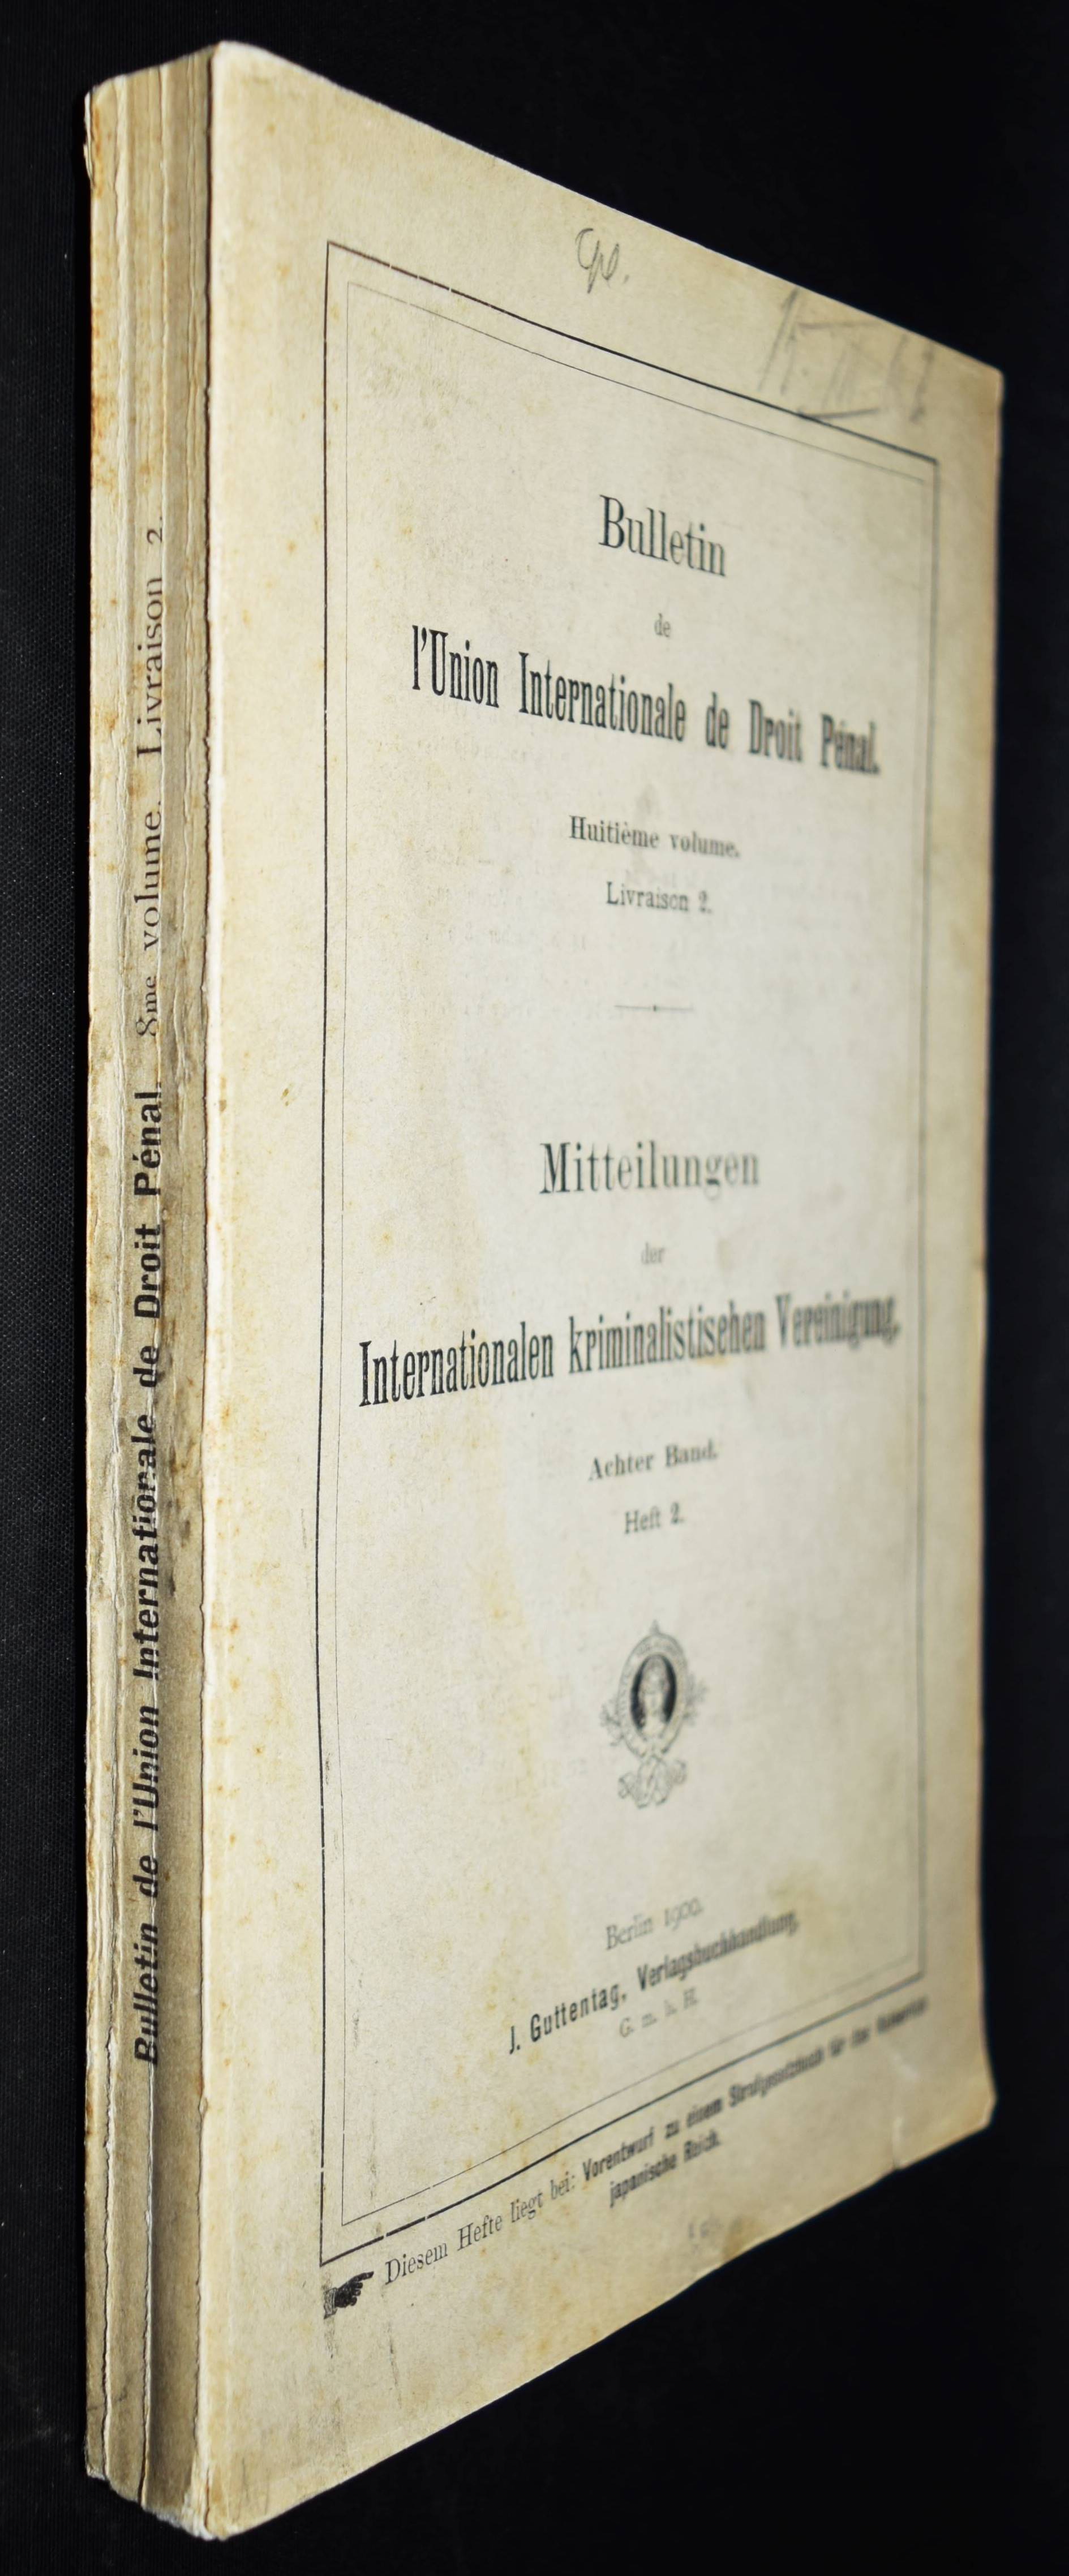 Bulletin de l'Union Internationale de Droit Pénal. 8me volume. Livraison 2.
Bulletin
de
l'Union Internationale de Droit Pénal.
Huitième volume.
Livraison 2.
Mitteilungen
der
Internationalen kriminalistischen Vereinigung.
Achter Band.
Heft 2.
Berlin 1900.
J. Guttentag, Verlagsbuchhandlung,
G. m. b. H.
Diesem Hefte liegt bei: Vorentwurf zu einem Strafgesetzbuch für das Kaiserlich
japanische Reich.